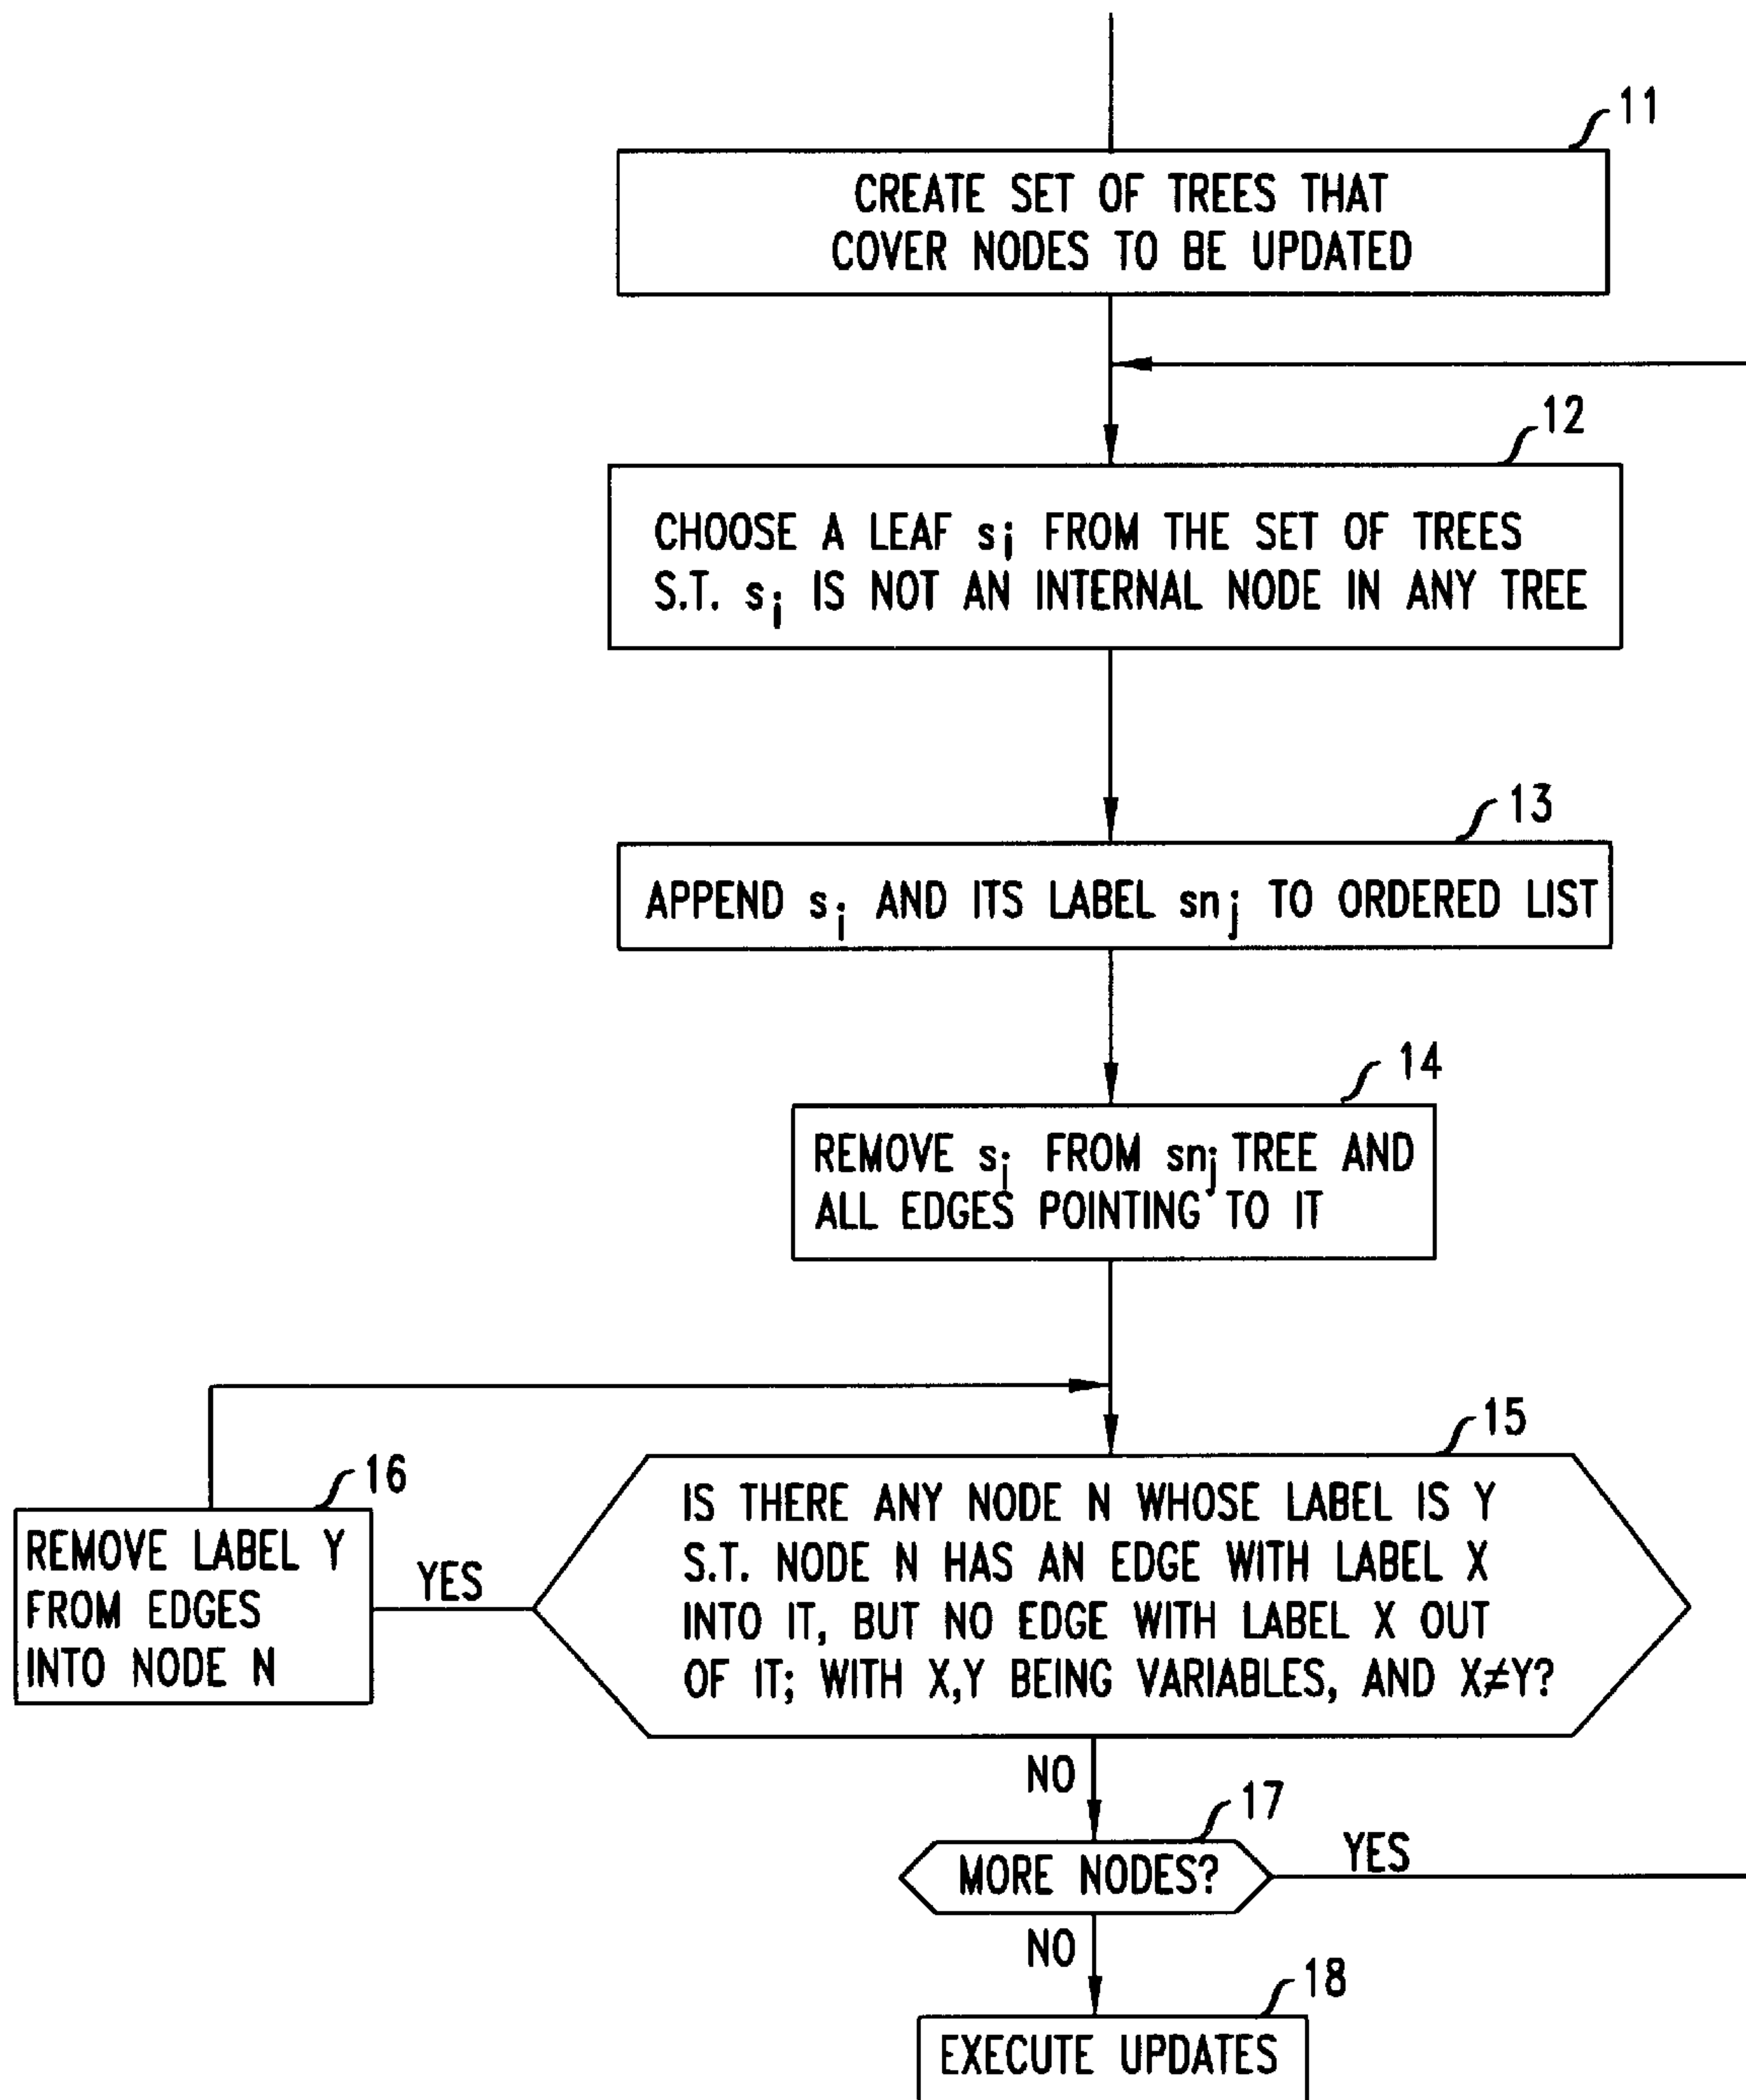 11
CREATE SET OF TREES THAT
COVER NODES TO BE UPDATED
12
CHOOSE A LEAF si FROM THE SET OF TREES
S.T. si IS NOT AN INTERNAL NODE IN ANY TREE
13
APPEND si AND ITS LABEL snj TO ORDERED LIST
14
REMOVE si FROM snj TREE AND
ALL EDGES POINTING TO IT
15
IS THERE ANY NODE N WHOSE LABEL IS Y
S.T. NODE N HAS AN EDGE WITH LABEL X
INTO IT, BUT NO EDGE WITH LABEL X OUT
OF IT; WITH X,Y BEING VARIABLES, AND X≠Y?
16
REMOVE LABEL Y
FROM EDGES
INTO NODE N
YES
NO
17
MORE NODES?
YES
NO
18
EXECUTE UPDATES